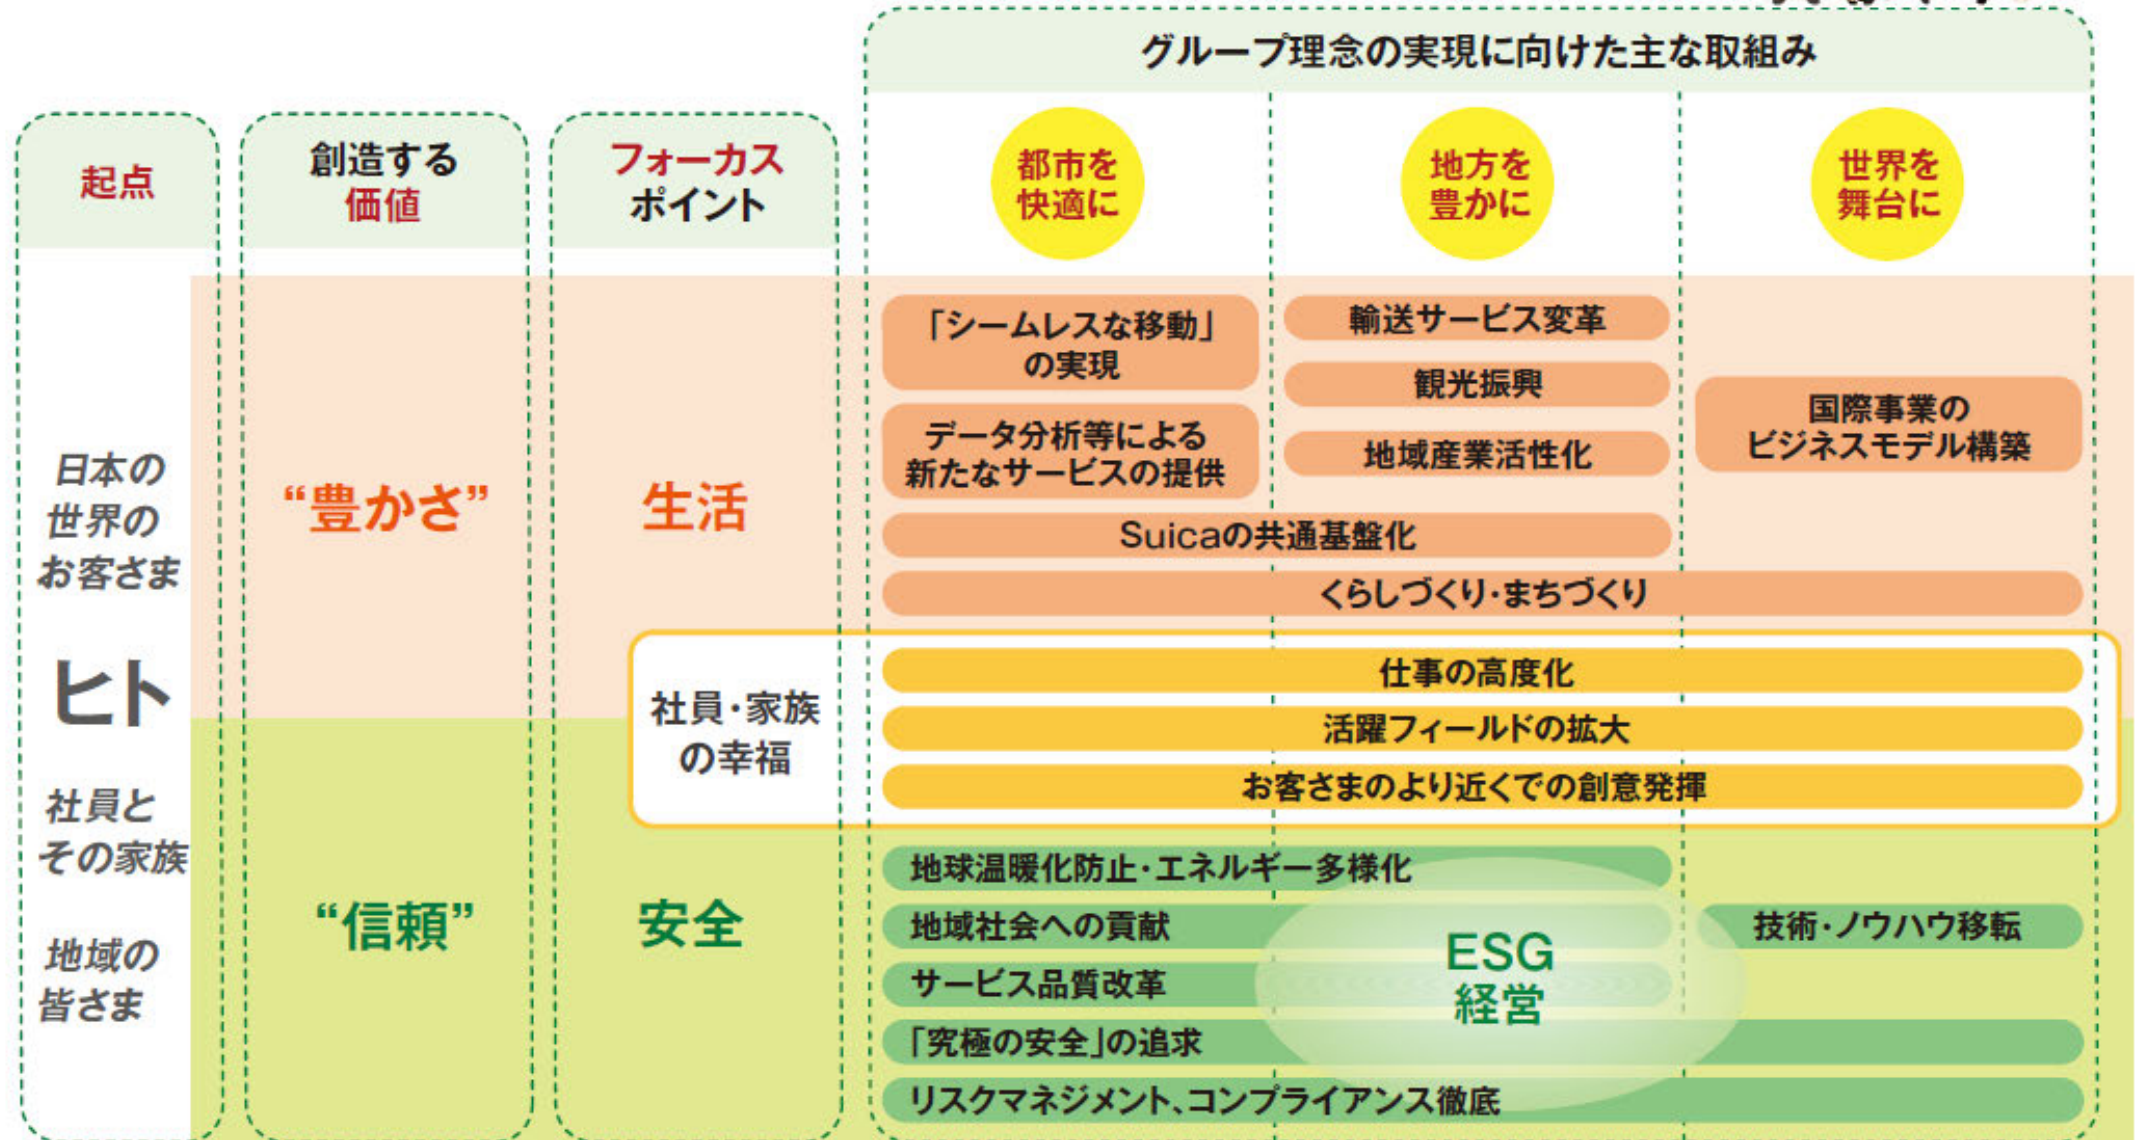 グループ理念の実現に向けた主な取組み
起点
創造する
価値
フォーカス
ポイント
都市を
快適に
地方を
豊かに
世界を
舞台に
日本の
世界の
お客さま
ヒト
社員と
その家族
地域の
皆さま
“豊かさ”
“信頼”
生活
社員・家族
の幸福
安全
「シームレスな移動」
の実現
データ分析等による
新たなサービスの提供
輸送サービス変革
観光振興
地域産業活性化
国際事業の
ビジネスモデル構築
Suicaの共通基盤化
くらしづくり・まちづくり
仕事の高度化
活躍フィールドの拡大
お客さまのより近くでの創意発揮
地球温暖化防止・エネルギー多様化
地域社会への貢献
サービス品質改革
「究極の安全」の追求
リスクマネジメント、コンプライアンス徹底
ESG
経営
技術・ノウハウ移転